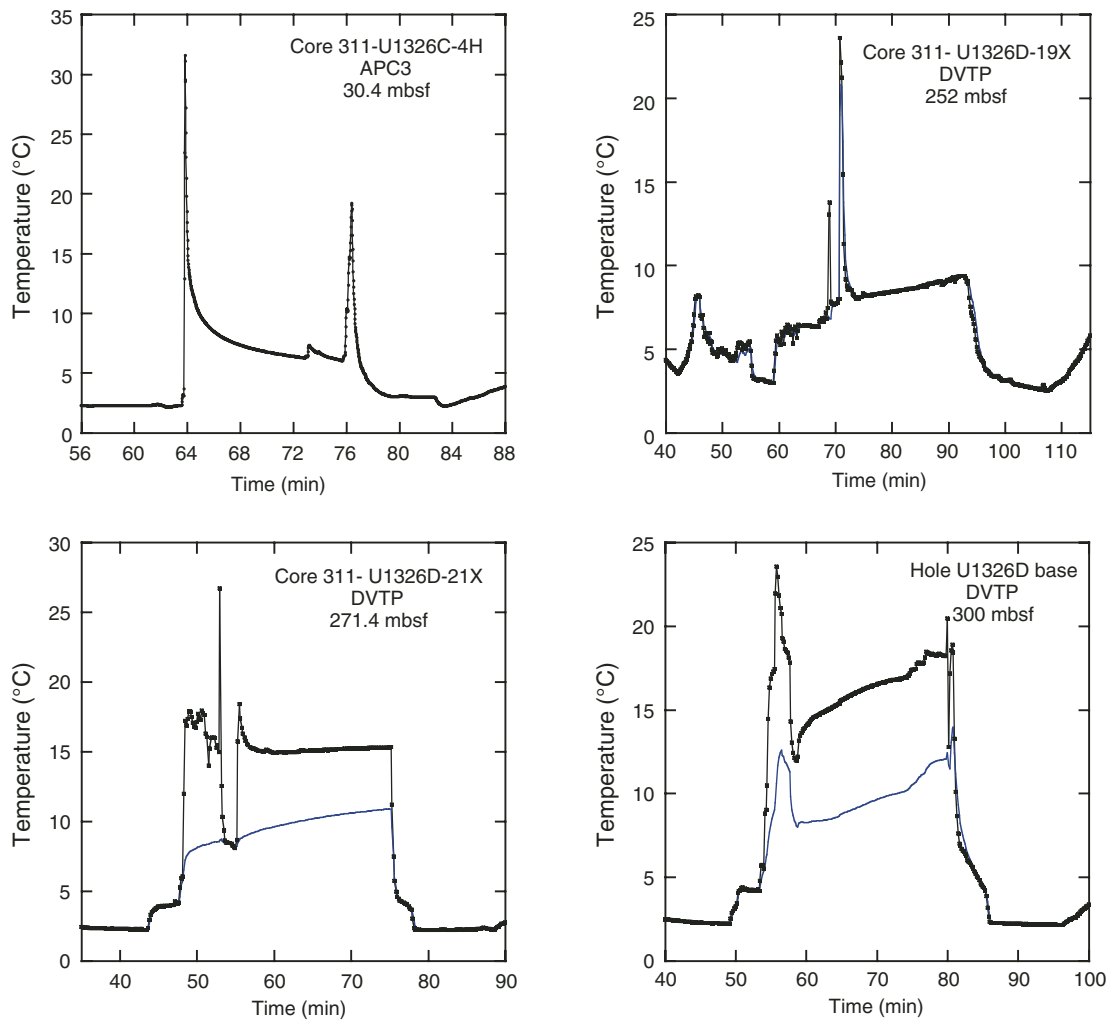 Core 311-U1326C-4H
APC3
30.4 mbsf
Temperature (°C)
35
30
25
20
15
10
5
0
56 60 64 68 72 76 80 84 88
Time (min)
Core 311- U1326D-19X
DVTP
252 mbsf
Temperature (°C)
25
20
15
10
5
0
40 50 60 70 80 90 100 110
Time (min)
Core 311- U1326D-21X
DVTP
271.4 mbsf
Temperature (°C)
30
25
20
15
10
5
0
40 50 60 70 80 90
Time (min)
Hole U1326D base
DVTP
300 mbsf
Temperature (°C)
25
20
15
10
5
0
40 50 60 70 80 90 100
Time (min)